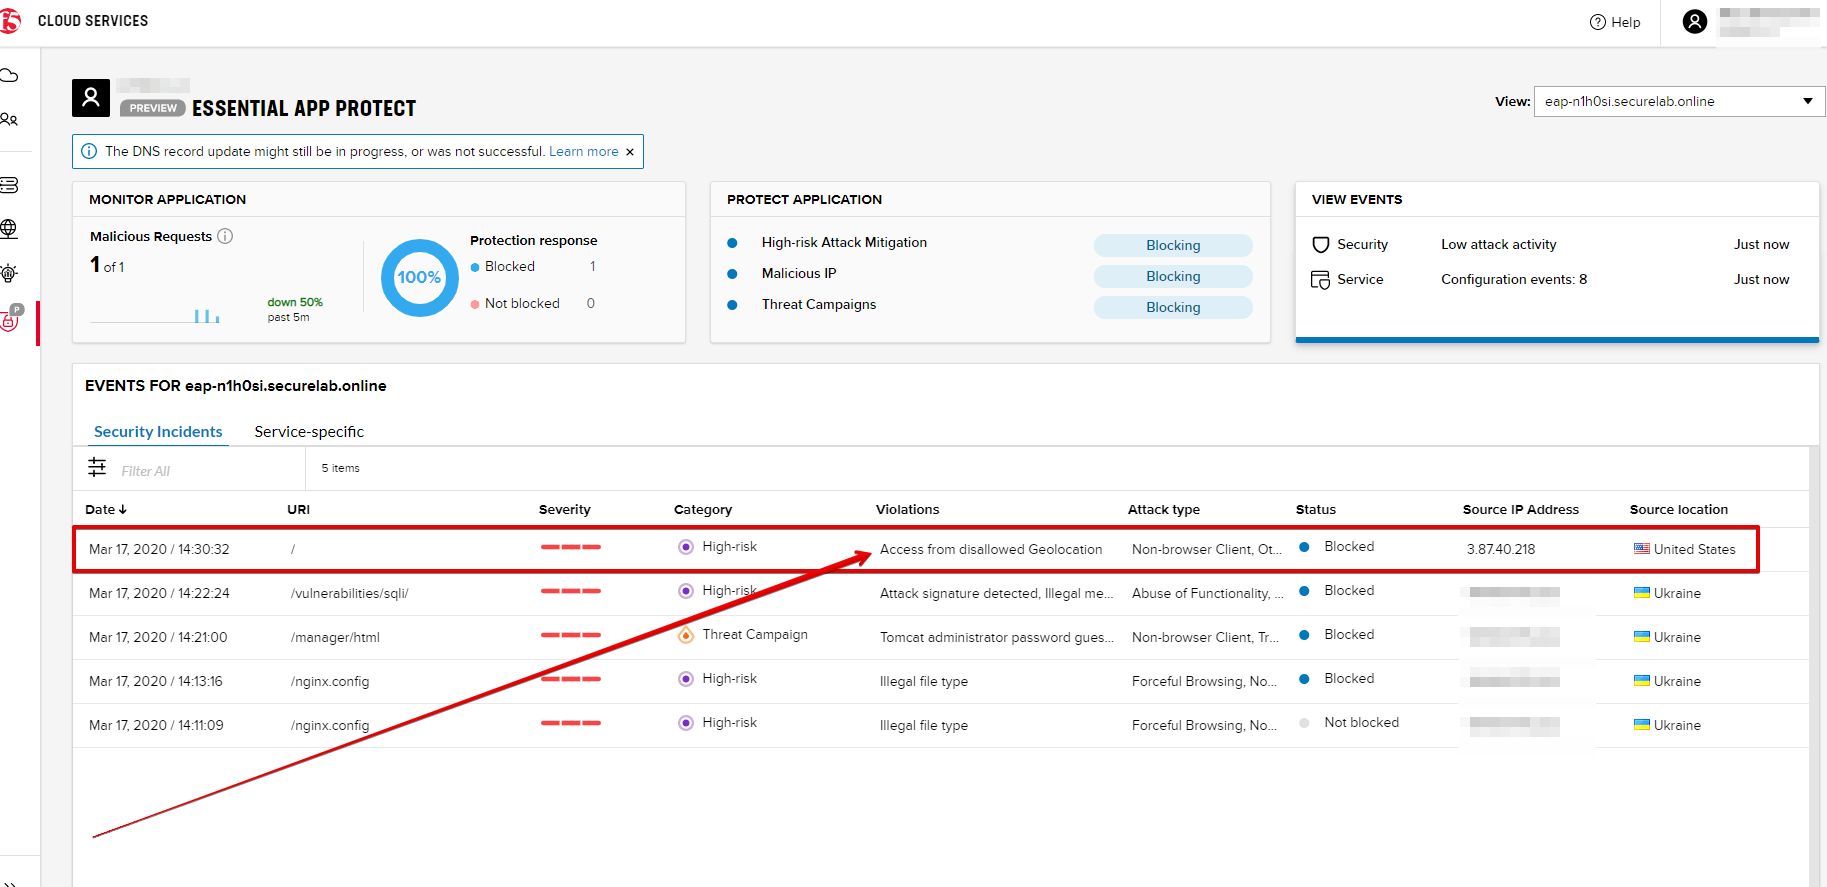 f5 CLOUD SERVICES
? Help
PREVIEW ESSENTIAL APP PROTECT
View: eap-n1h0si.securelab.online
The DNS record update might still be in progress, or was not successful. Learn more ×
MONITOR APPLICATION
Malicious Requests
1 of 1
down 50%
past 5m
100%
Protection response
Blocked 1
Not blocked 0
PROTECT APPLICATION
High-risk Attack Mitigation Blocking
Malicious IP Blocking
Threat Campaigns Blocking
VIEW EVENTS
Security Low attack activity Just now
Service Configuration events: 8 Just now
P
EVENTS FOR eap-n1h0si.securelab.online
Security Incidents Service-specific
Filter All 5 items
Date ↓ URI Severity Category Violations Attack type Status Source IP Address Source location
Mar 17, 2020 / 14:30:32 / High-risk Access from disallowed Geolocation Non-browser Client, Ot... Blocked 3.87.40.218 United States
Mar 17, 2020 / 14:22:24 /vulnerabilities/sqli/ High-risk Attack signature detected, Illegal me... Abuse of Functionality, ... Blocked Ukraine
Mar 17, 2020 / 14:21:00 /manager/html Threat Campaign Tomcat administrator password gues... Non-browser Client, Tr... Blocked Ukraine
Mar 17, 2020 / 14:13:16 /nginx.config High-risk Illegal file type Forceful Browsing, No... Blocked Ukraine
Mar 17, 2020 / 14:11:09 /nginx.config High-risk Illegal file type Forceful Browsing, No... Not blocked Ukraine